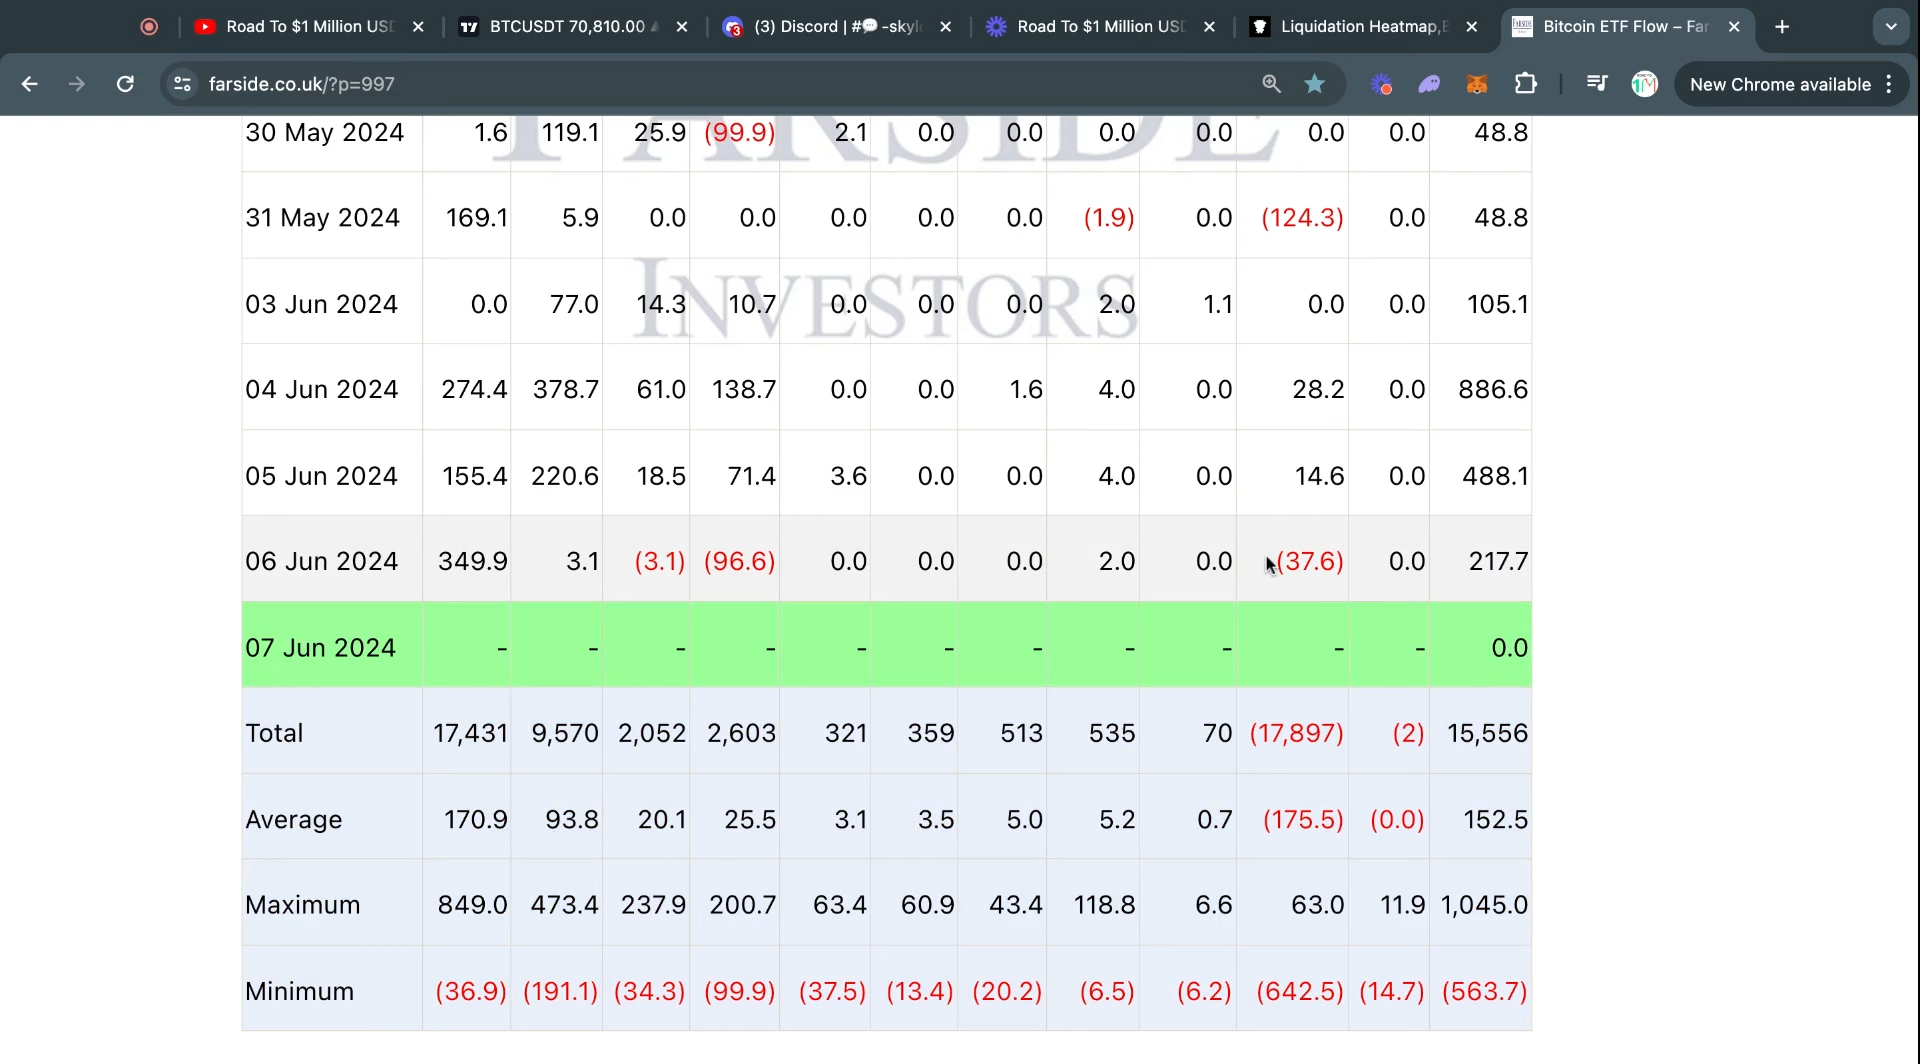 Road To $1 Million USD
BTCUSDT 70,810.00
(3) Discord | #💬-skyl
Road To $1 Million USD
Liquidation Heatmap,B
FARSIDE
Bitcoin ETF Flow – Far
farside.co.uk/?p=997
New Chrome available
FARSIDE
30 May 2024 1.6 119.1 25.9 (99.9) 2.1 0.0 0.0 0.0 0.0 0.0 0.0 48.8
31 May 2024 169.1 5.9 0.0 0.0 0.0 0.0 0.0 (1.9) 0.0 (124.3) 0.0 48.8
INVESTORS
03 Jun 2024 0.0 77.0 14.3 10.7 0.0 0.0 0.0 2.0 1.1 0.0 0.0 105.1
04 Jun 2024 274.4 378.7 61.0 138.7 0.0 0.0 1.6 4.0 0.0 28.2 0.0 886.6
05 Jun 2024 155.4 220.6 18.5 71.4 3.6 0.0 0.0 4.0 0.0 14.6 0.0 488.1
06 Jun 2024 349.9 3.1 (3.1) (96.6) 0.0 0.0 0.0 2.0 0.0 (37.6) 0.0 217.7
07 Jun 2024 - - - - - - - - - - - 0.0
Total 17,431 9,570 2,052 2,603 321 359 513 535 70 (17,897) (2) 15,556
Average 170.9 93.8 20.1 25.5 3.1 3.5 5.0 5.2 0.7 (175.5) (0.0) 152.5
Maximum 849.0 473.4 237.9 200.7 63.4 60.9 43.4 118.8 6.6 63.0 11.9 1,045.0
Minimum (36.9) (191.1) (34.3) (99.9) (37.5) (13.4) (20.2) (6.5) (6.2) (642.5) (14.7) (563.7)